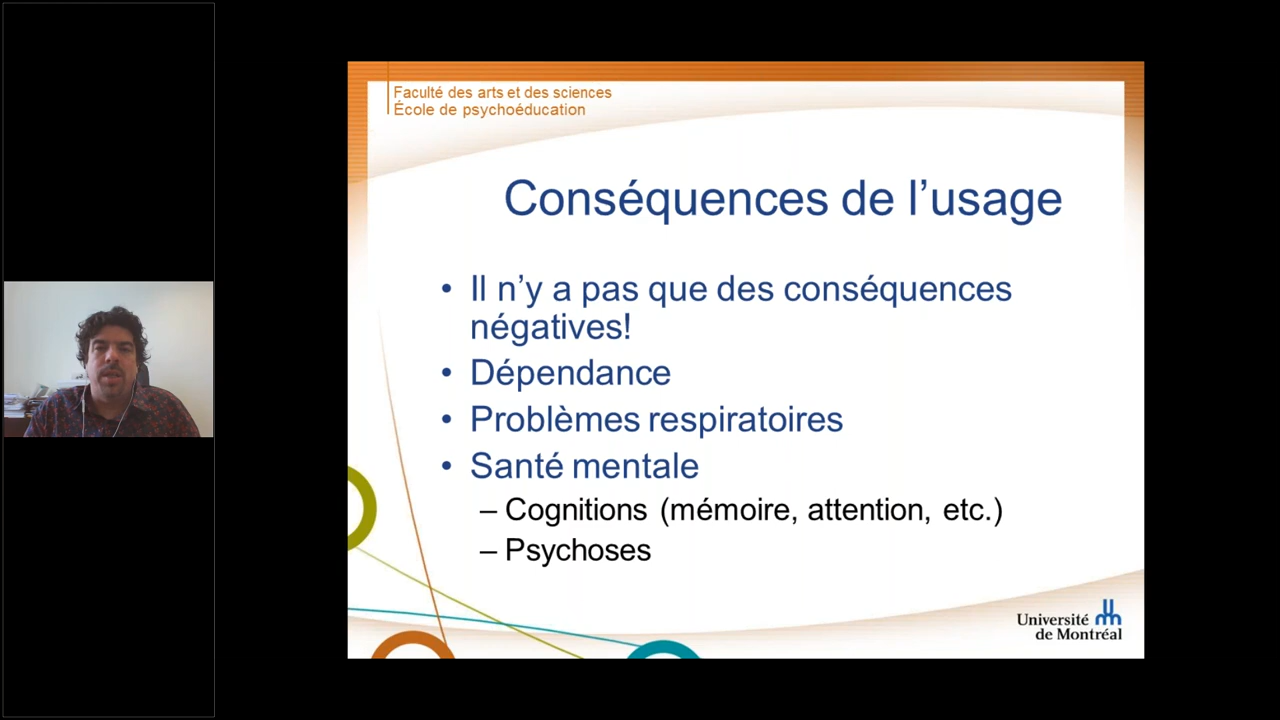 Faculté des arts et des sciences
École de psychoéducation
Conséquences de l’usage
• Il n’y a pas que des conséquences
négatives!
• Dépendance
• Problèmes respiratoires
• Santé mentale
– Cognitions (mémoire, attention, etc.)
– Psychoses
Université
de Montréal